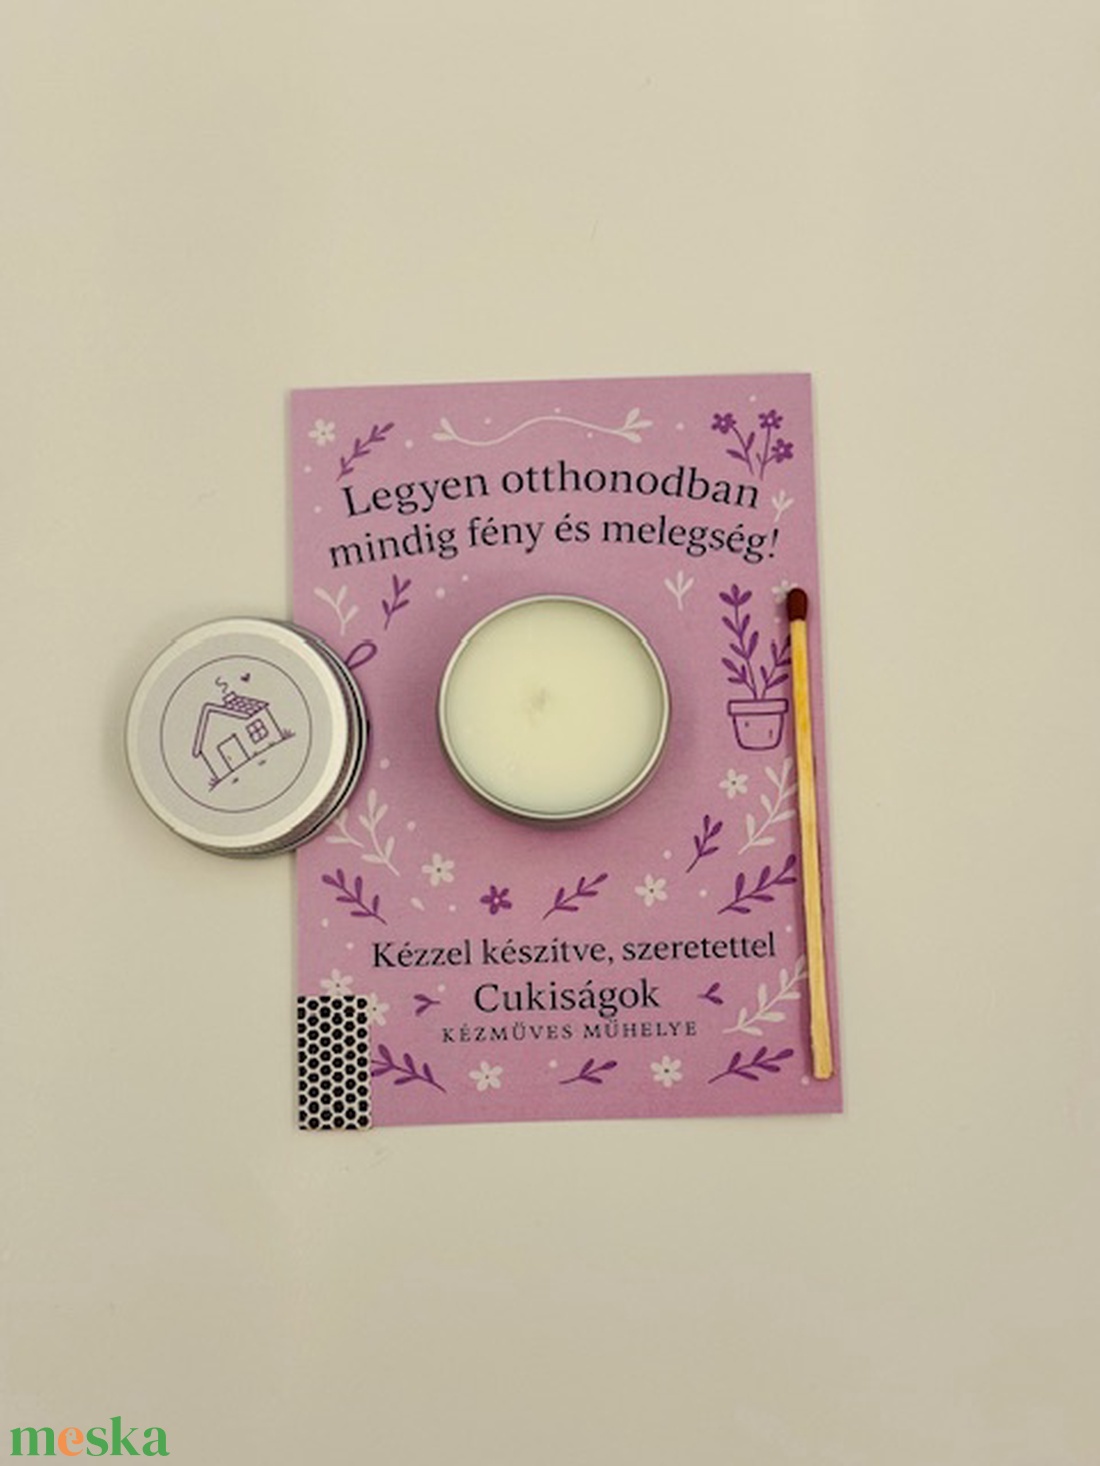 Legyen otthonodban
mindig fény és melegség!
Kézzel készítve, szeretettel
Cukiságok
KÉZMŰVES MŰHELYE
meska